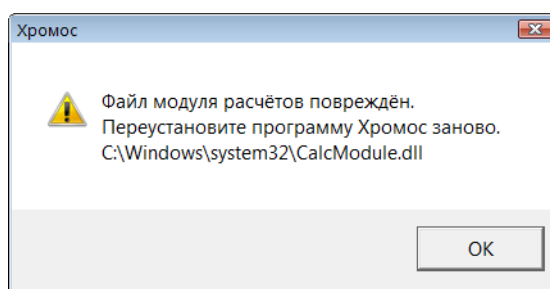 Хромос
Файл модуля расчётов повреждён.
Переустановите программу Хромос заново.
C:\Windows\system32\CalcModule.dll
OK